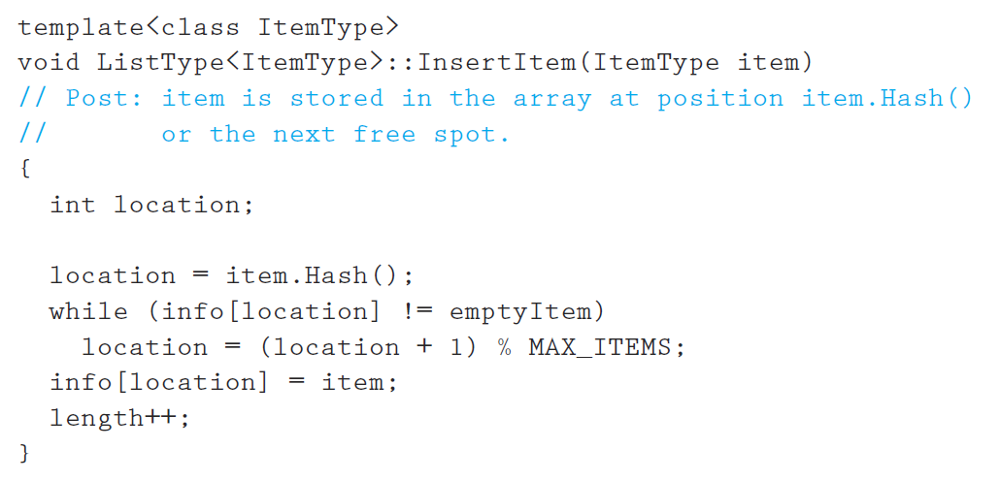 template<class ItemType>
void ListType<ItemType>::InsertItem(ItemType item)
// Post: item is stored in the array at position item.Hash()
//       or the next free spot.
{
  int location;

  location = item.Hash();
  while (info[location] != emptyItem)
    location = (location + 1) % MAX_ITEMS;
  info[location] = item;
  length++;
}